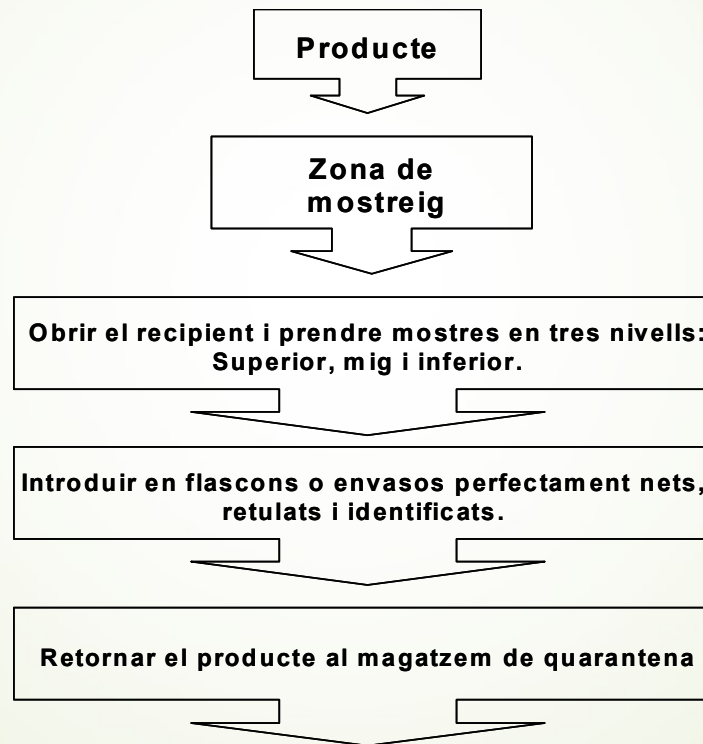 Producte
Zona de
mostreig
Obrir el recipient i prendre mostres en tres nivells:
Superior, mig i inferior.
Introduir en flascons o envasos perfectament nets,
retulats i identificats.
Retornar el producte al magatzem de quarantena